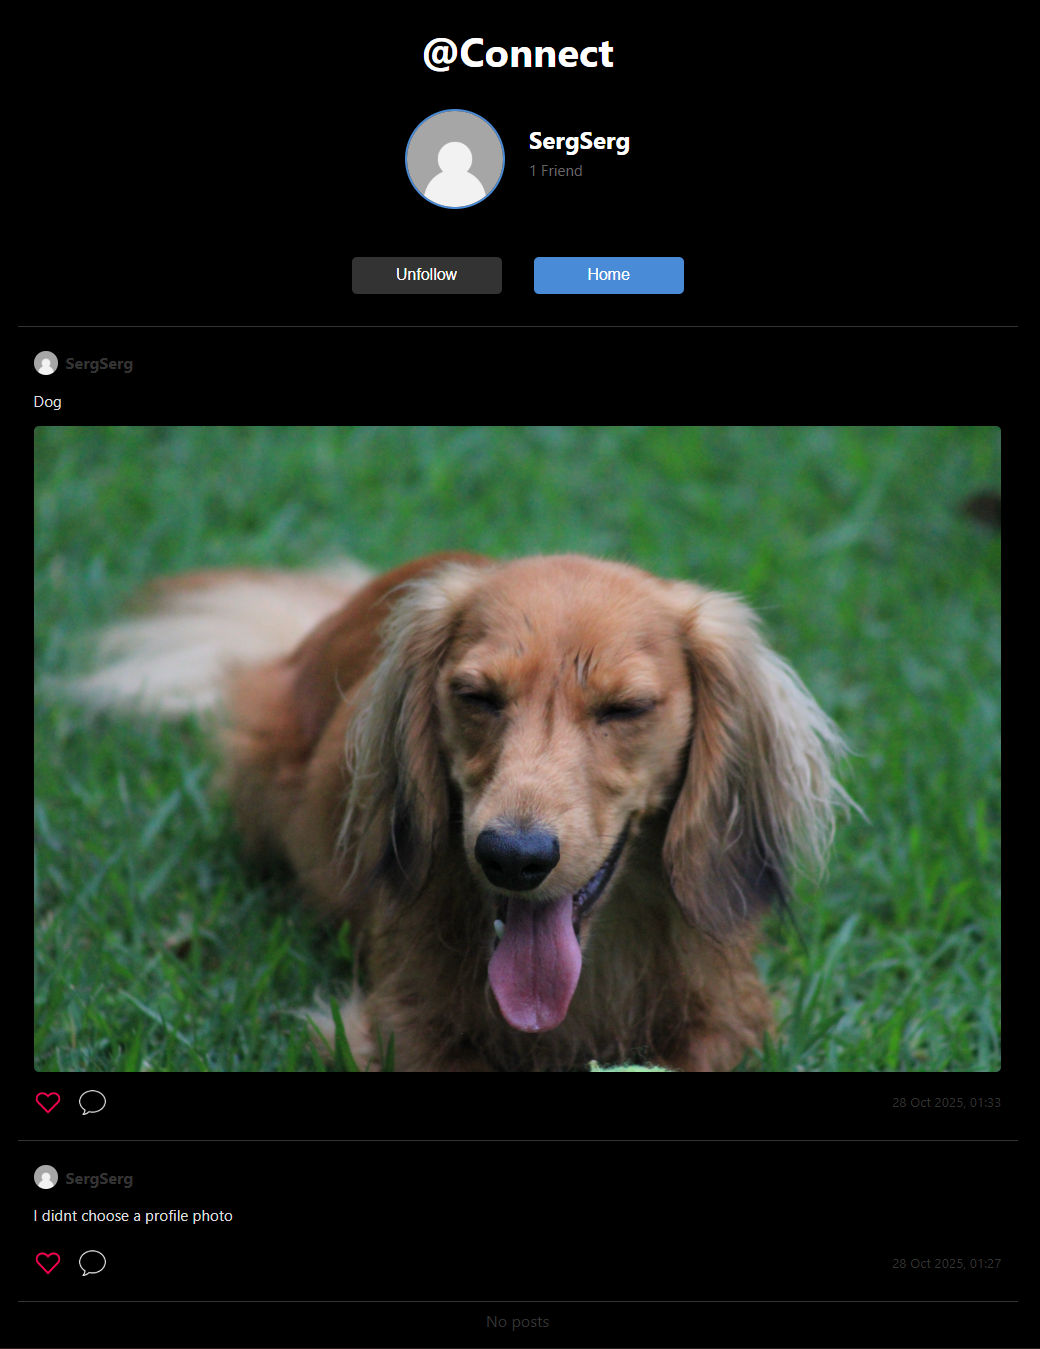 @Connect
SergSerg
1 Friend
Unfollow
Home
SergSerg
Dog
28 Oct 2025, 01:33
SergSerg
I didnt choose a profile photo
28 Oct 2025, 01:27
No posts